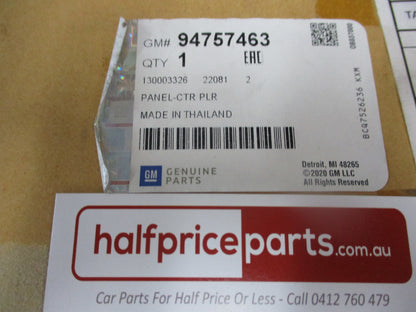 GM# 94757463
QTY 1 EAC
130003326 22081 2
PANEL-CTR PLR
MADE IN THAILAND
GM GENUINE
PARTS
Detroit, MI 48265
©2020 GM LLC
All Rights Reserved
BCQ7526236 KXM
halfpriceparts.com.au
Car Parts For Half Price Or Less - Call 0412 760 479